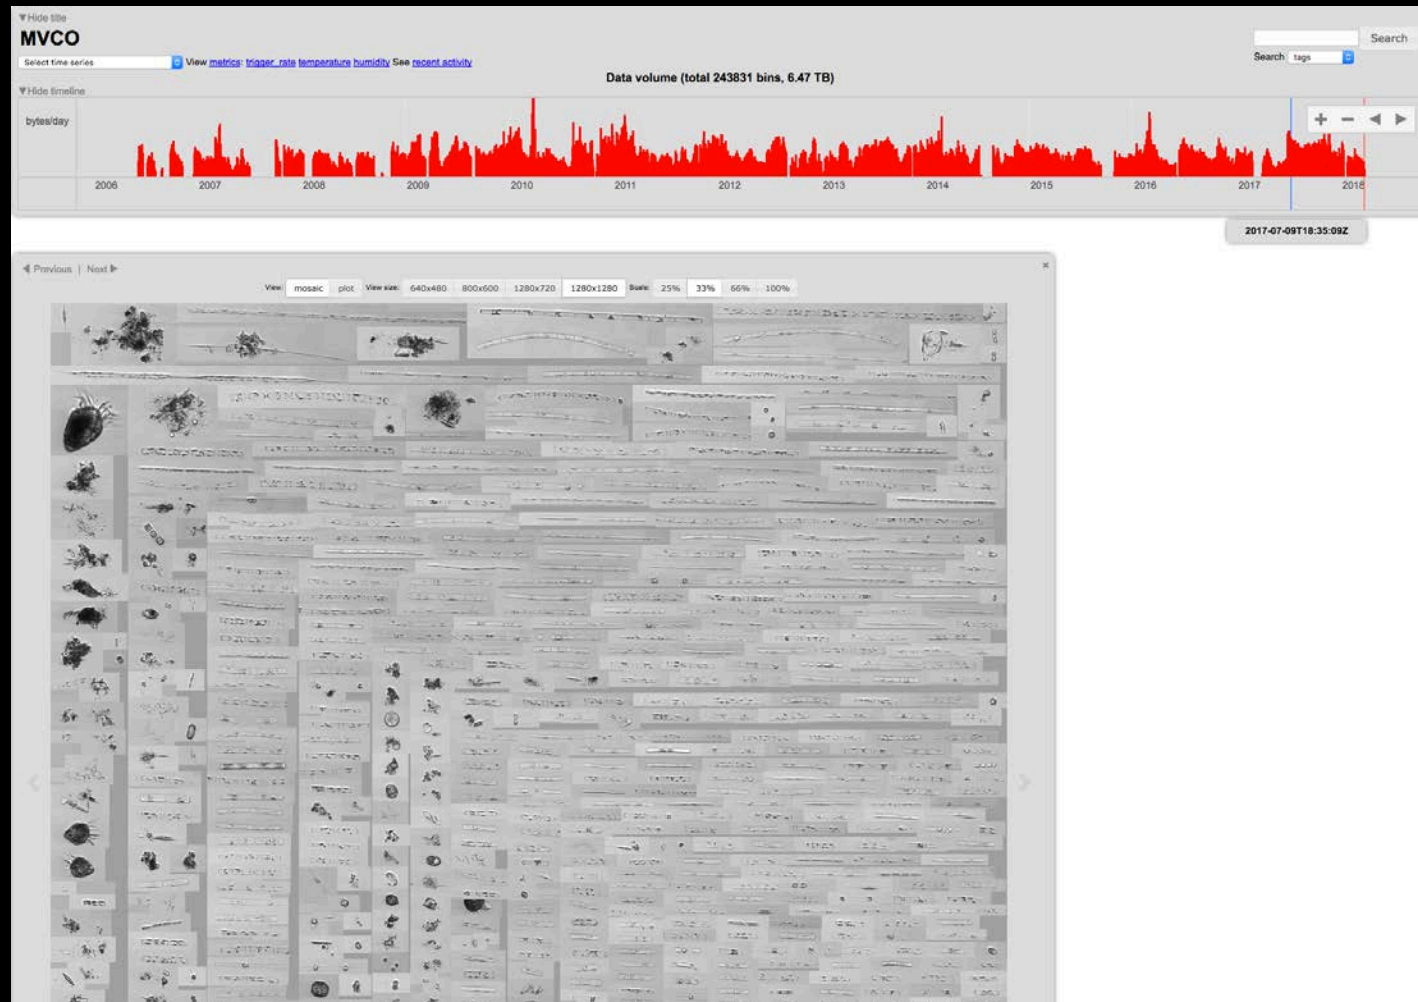 ▼Hide title
MVCO
Search
Select time series View metrics: trigger_rate temperature humidity See recent activity
Search tags
Data volume (total 243831 bins, 6.47 TB)
▼Hide timeline
bytes/day
+ − ◀ ▶
2006 2007 2008 2009 2010 2011 2012 2013 2014 2015 2016 2017 2018
2017-07-09T18:35:09Z
◀ Previous | Next ▶
View: mosaic plot View size: 640x480 800x600 1280x720 1280x1280 Scale: 25% 33% 66% 100%